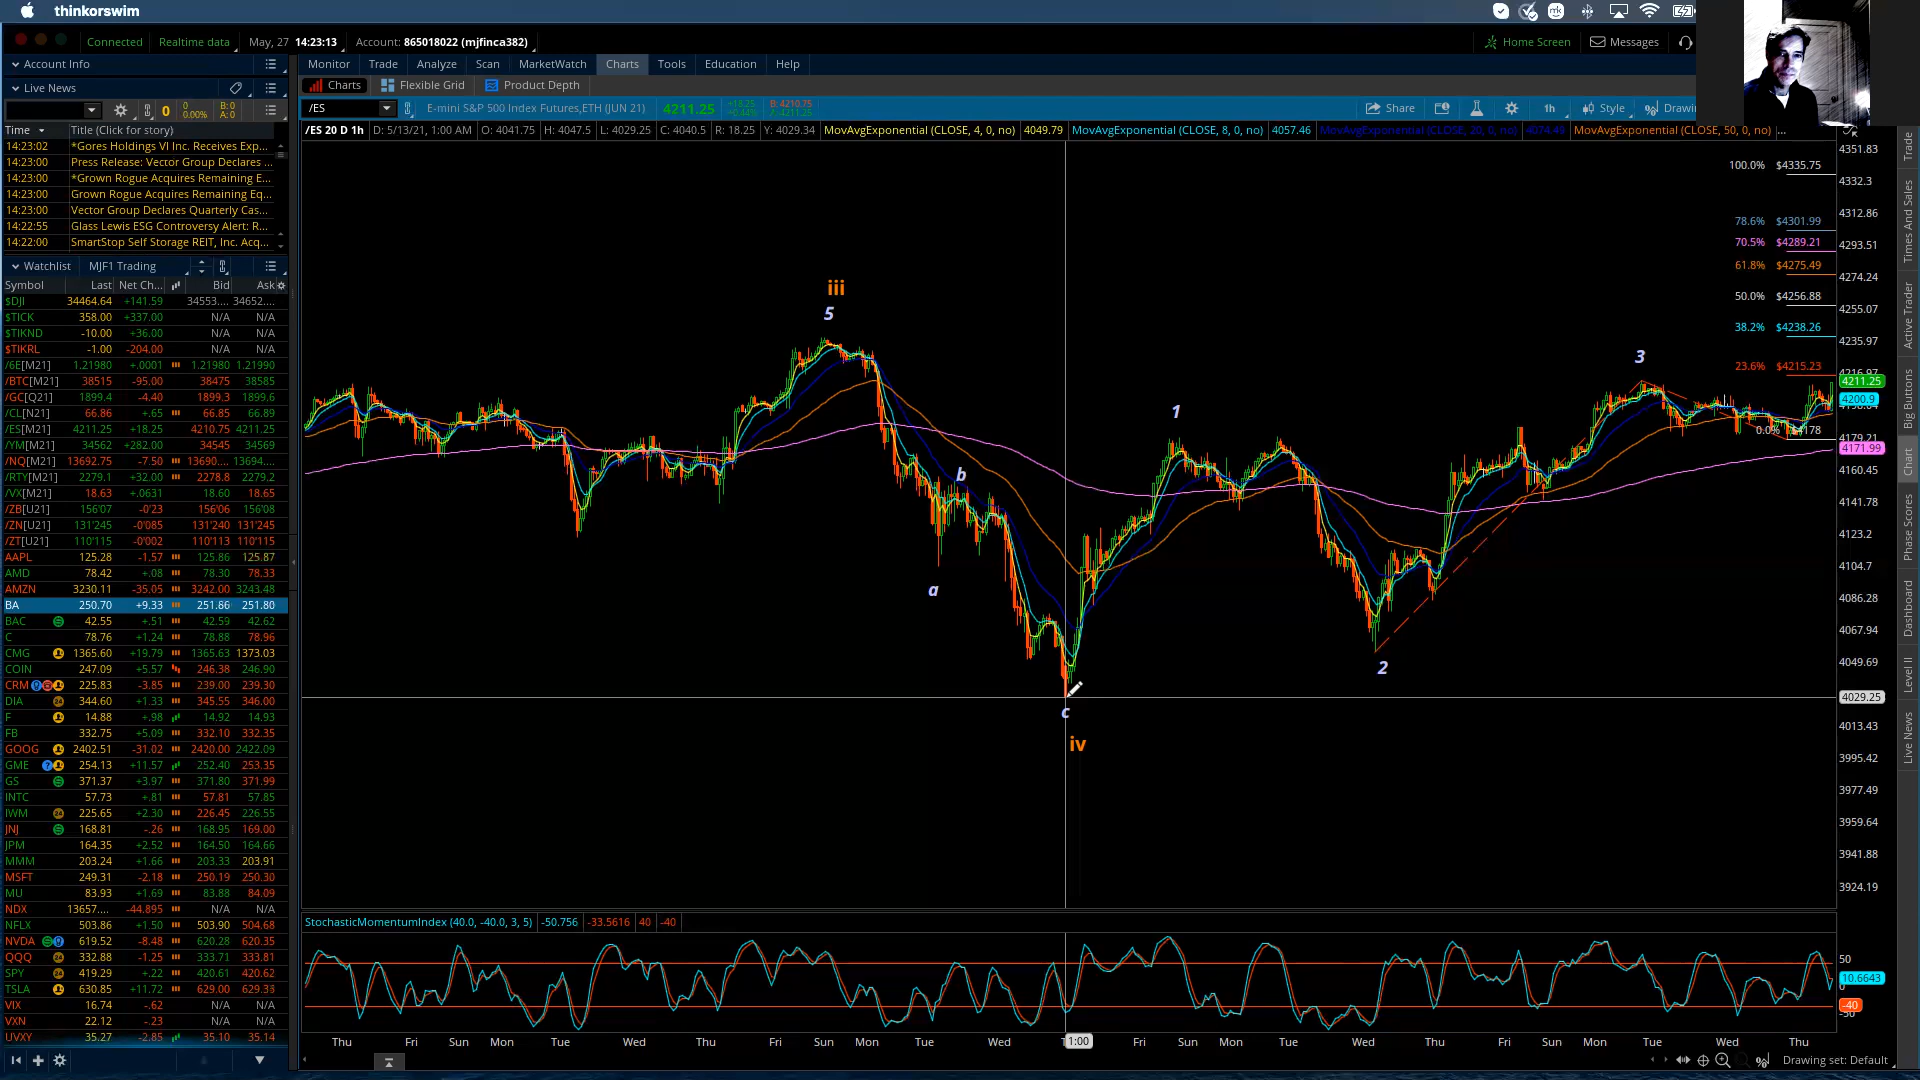 thinkorswim
Connected Realtime data May, 27 14:23:13 Account: 865018022 (mjfinca382) Home Screen Messages
Account Info
Live News
0 0 0.00% B: 0 A: 0
Time Title (Click for story)
14:23:02 *Gores Holdings VI Inc. Receives Exp...
14:23:00 Press Release: Vector Group Declares ...
14:23:00 *Grown Rogue Acquires Remaining E...
14:23:00 Grown Rogue Acquires Remaining Eq...
14:23:00 Vector Group Declares Quarterly Cas...
14:22:55 Glass Lewis ESG Controversy Alert: R...
14:22:00 SmartStop Self Storage REIT, Inc. Acq...
Watchlist MJF1 Trading
Symbol Last Net Ch... Bid Ask
$DJI 34464.64 +141.59 34553.... 34652....
$TICK 358.00 +337.00 N/A N/A
$TIKND -10.00 +36.00 N/A N/A
$TIKRL -1.00 -204.00 N/A N/A
/6E[M21] 1.21980 +.0001 1.21980 1.21990
/BTC[M21] 38515 -95.00 38475 38585
/GC[Q21] 1899.4 -4.40 1899.3 1899.6
/CL[N21] 66.86 +.65 66.85 66.89
/ES[M21] 4211.25 +18.25 4210.75 4211.25
/YM[M21] 34562 +282.00 34545 34569
/NQ[M21] 13692.75 -7.50 13690.... 13694....
/RTY[M21] 2279.1 +32.00 2278.8 2279.2
/VX[M21] 18.63 +.0631 18.60 18.65
/ZB[U21] 156'07 -0'23 156'06 156'08
/ZN[U21] 131'245 -0'085 131'240 131'245
/ZT[U21] 110'115 -0'002 110'113 110'115
AAPL 125.28 -1.57 125.86 125.87
AMD 78.42 +.08 78.30 78.33
AMZN 3230.11 -35.05 3242.00 3243.48
BA 250.70 +9.33 251.66 251.80
BAC 42.55 +.51 42.59 42.62
C 78.76 +1.24 78.88 78.96
CMG 1365.60 +19.79 1365.63 1373.03
COIN 247.09 +5.57 246.38 246.90
CRM 225.83 -3.85 239.00 239.30
DIA 344.60 +1.33 345.55 346.00
F 14.88 +.98 14.92 14.93
FB 332.75 +5.09 332.10 332.35
GOOG 2402.51 -31.02 2420.00 2422.09
GME 254.13 +11.57 252.40 253.35
GS 371.37 +3.97 371.80 371.99
INTC 57.73 +.81 57.81 57.85
IWM 225.65 +2.30 226.45 226.55
JNJ 168.81 -.26 168.95 169.00
JPM 164.35 +2.52 164.50 164.66
MMM 203.24 +1.66 203.33 203.91
MSFT 249.31 -2.18 250.19 250.30
MU 83.93 +1.69 83.88 84.09
NDX 13657.... -44.895 N/A N/A
NFLX 503.86 +1.50 503.90 504.68
NVDA 619.52 -8.48 620.28 620.35
QQQ 332.88 -1.25 333.71 333.81
SPY 419.29 +.22 420.61 420.62
TSLA 630.85 +11.72 629.00 629.33
VIX 16.74 -.62 N/A N/A
VXN 22.12 -.23 N/A N/A
UVXY 35.27 -2.85 35.10 35.14
Monitor Trade Analyze Scan MarketWatch Charts Tools Education Help
Charts Flexible Grid Product Depth
/ES E-mini S&P 500 Index Futures,ETH (JUN 21) 4211.25 +18.25 +0.44% B: 4210.75 A: 4211.25 Share 1h Style
/ES 20 D 1h D: 5/13/21, 1:00 AM O: 4041.75 H: 4047.5 L: 4029.25 C: 4040.5 R: 18.25 Y: 4029.34 MovAvgExponential (CLOSE, 4, 0, no) 4049.79 MovAvgExponential (CLOSE, 8, 0, no) 4057.46 MovAvgExponential (CLOSE, 20, 0, no) 4074.49 MovAvgExponential (CLOSE, 50, 0, no) ...
100.0% $4335.75
78.6% $4301.99
70.5% $4289.21
61.8% $4275.49
50.0% $4256.88
38.2% $4238.26
23.6% $4215.23
0.0% $4178
iii
5
a
b
c
iv
1
2
3
4351.83
4332.3
4312.86
4293.51
4274.24
4255.07
4235.97
4216.97
4211.25
4200.9
4179.21
4171.99
4160.45
4141.78
4123.2
4104.7
4086.28
4067.94
4049.69
4029.25
4013.43
3995.42
3977.49
3959.64
3941.88
3924.19
StochasticMomentumIndex (40.0, -40.0, 3, 5) -50.756 -33.5616 40 -40
50
10.6643
0
-40
-50
Thu Fri Sun Mon Tue Wed Thu Fri Sun Mon Tue Wed 1:00 Fri Sun Mon Tue Wed Thu Fri Sun Mon Tue Wed Thu
Drawing set: Default
Trade
Times And Sales
Active Trader
Big Buttons
Chart
Phase Scores
Dashboard
Level II
Live News